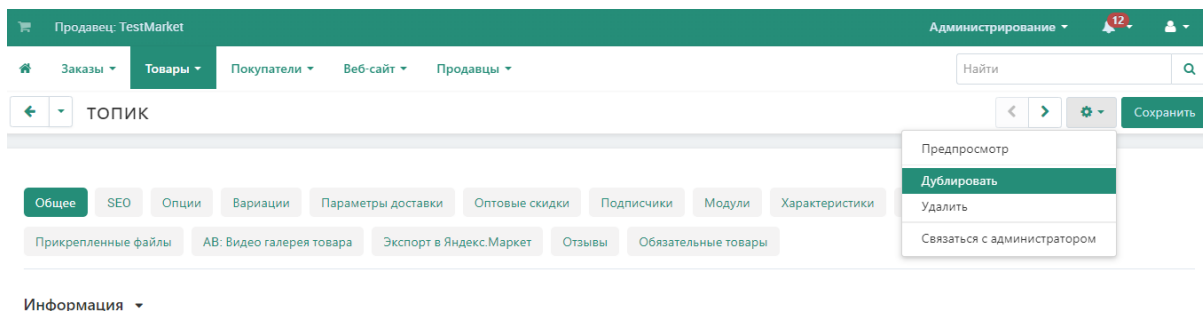 Продавец: TestMarket Администрирование 12
Заказы Товары Покупатели Веб-сайт Продавцы Найти
топик Сохранить
Предпросмотр
Дублировать
Удалить
Связаться с администратором
Общее SEO Опции Вариации Параметры доставки Оптовые скидки Подписчики Модули Характеристики
Прикрепленные файлы АВ: Видео галерея товара Экспорт в Яндекс.Маркет Отзывы Обязательные товары
Информация